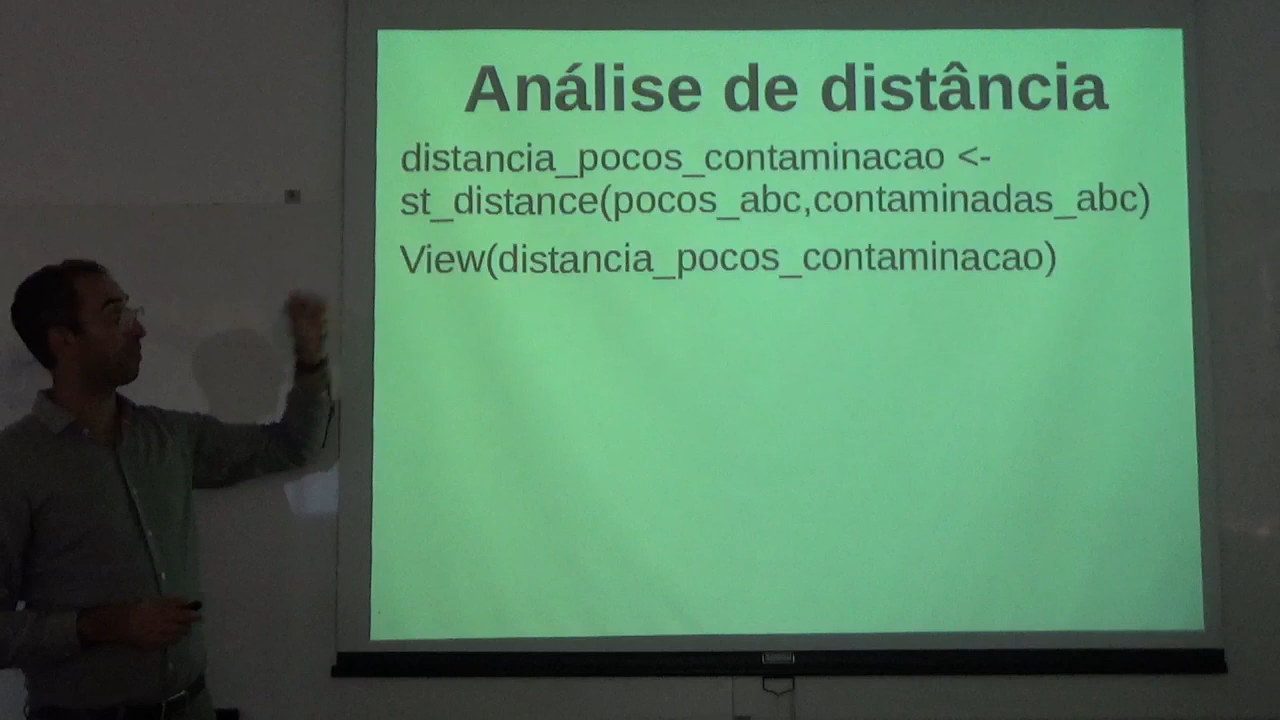 Análise de distância
distancia_pocos_contaminacao <-
st_distance(pocos_abc,contaminadas_abc)
View(distancia_pocos_contaminacao)